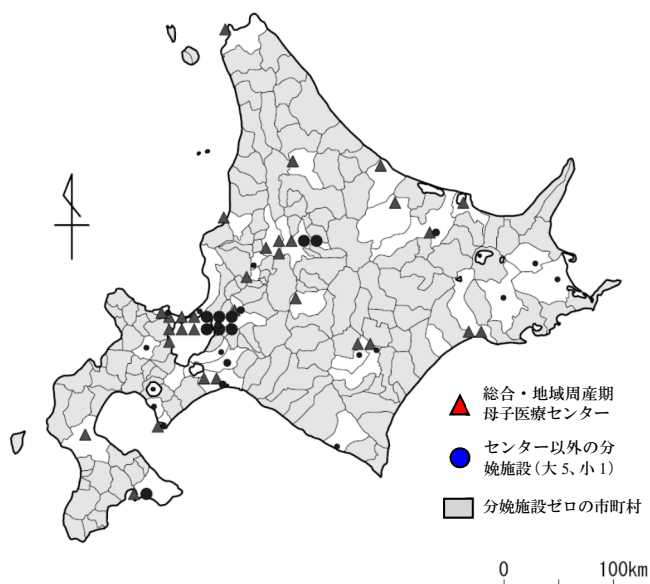 総合・地域周産期
母子医療センター
センター以外の分
娩施設（大 5、小 1）
分娩施設ゼロの市町村
0 100km